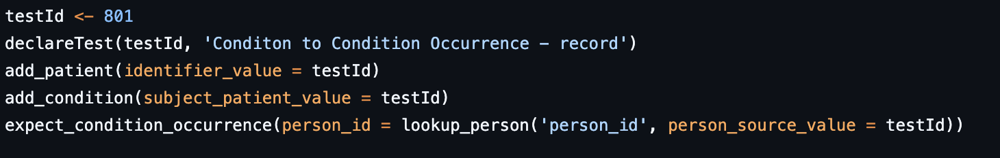 testId <- 801
declareTest(testId, 'Conditon to Condition Occurrence - record')
add_patient(identifier_value = testId)
add_condition(subject_patient_value = testId)
expect_condition_occurrence(person_id = lookup_person('person_id', person_source_value = testId))